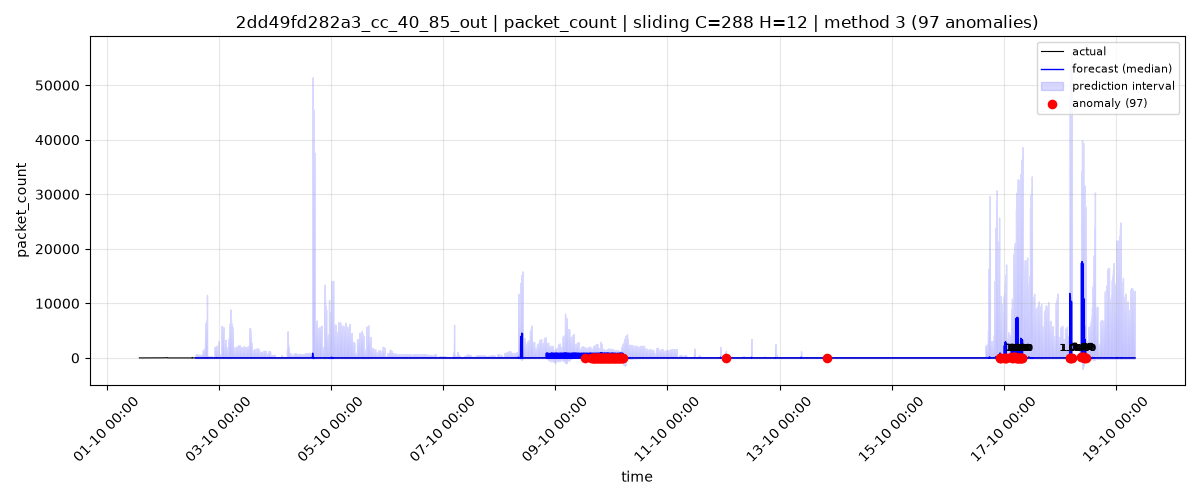 2dd49fd282a3_cc_40_85_out | packet_count | sliding C=288 H=12 | method 3 (97 anomalies)
actual
forecast (median)
prediction interval
anomaly (97)
packet_count
50000
40000
30000
20000
10000
0
01-10 00:00
03-10 00:00
05-10 00:00
07-10 00:00
09-10 00:00
11-10 00:00
13-10 00:00
15-10 00:00
17-10 00:00
19-10 00:00
time